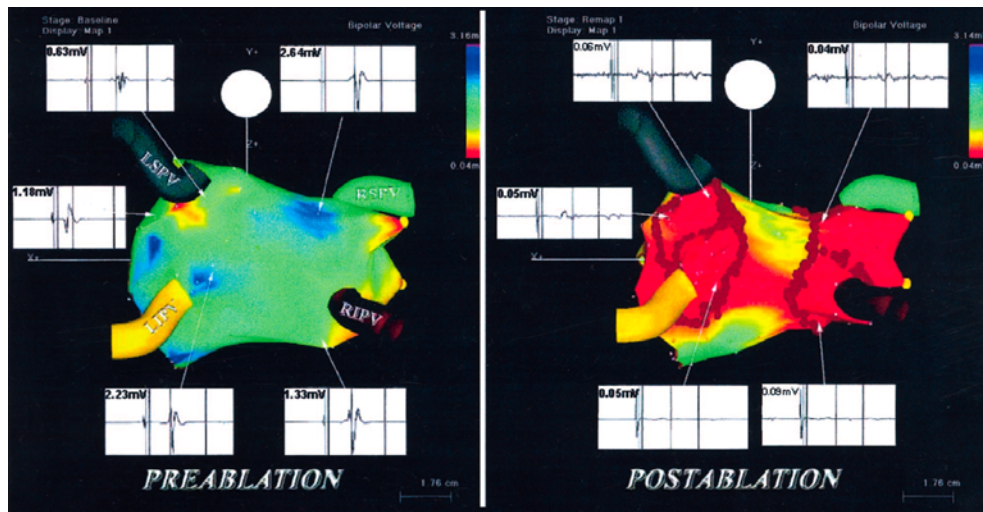 Stage: Baseline
Display: Map 1
Bipolar Voltage
3.16m
0.63mV
2.64mV
Y+
Z+
0.04m
LSPV
RSPV
1.18mV
LIPV
RIPV
2.23mV
1.33mV
PREABLATION
1.76 cm
Stage: Remap 1
Display: Map 1
Bipolar Voltage
3.14m
0.06mV
0.04mV
Y+
Z+
0.04m
0.05mV
0.05mV
0.09mV
POSTABLATION
1.76 cm